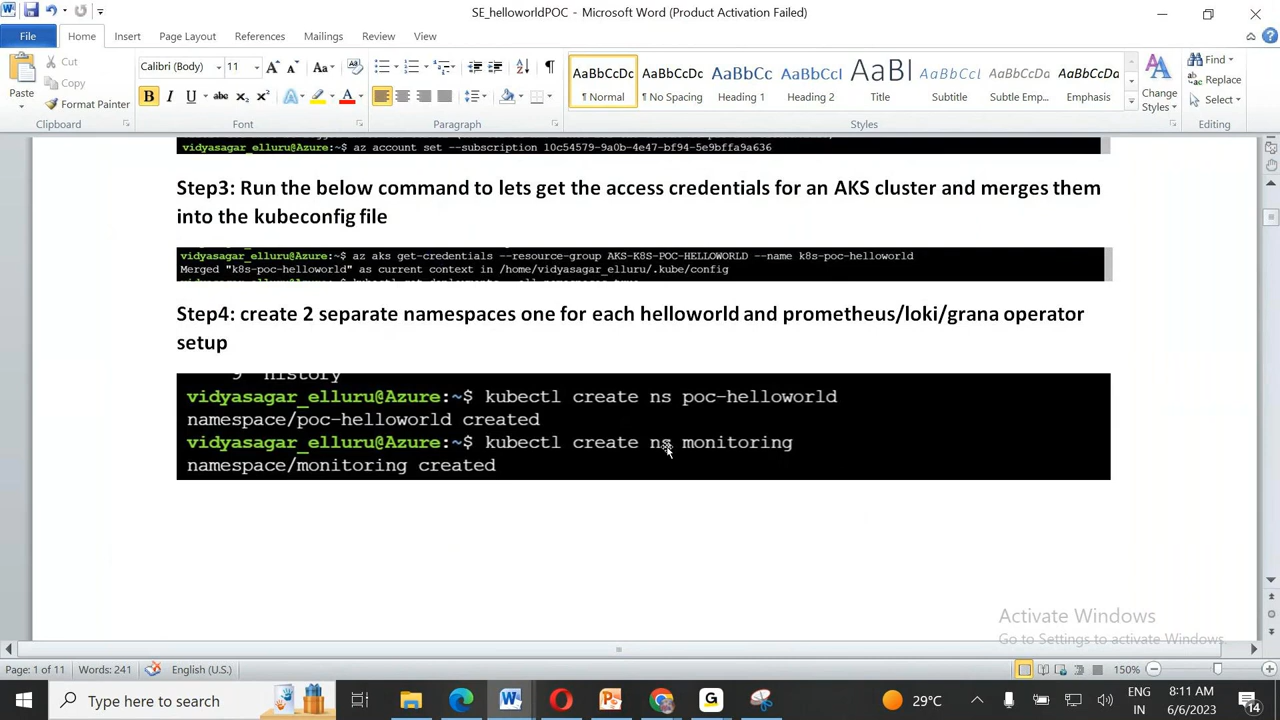 SE_helloworldPOC - Microsoft Word (Product Activation Failed)
File Home Insert Page Layout References Mailings Review View
Paste
Cut
Copy
Format Painter
Clipboard
Calibri (Body) 11
Font
Paragraph
AaBbCcDc AaBbCcDc AaBbCc AaBbCcI AaBl AaBbCcI AaBbCcDc AaBbCcDc
¶ Normal ¶ No Spacing Heading 1 Heading 2 Title Subtitle Subtle Emp... Emphasis
Change Styles
Styles
Find
Replace
Select
Editing
vidyasagar_elluru@Azure:~$ az account set --subscription 10c54579-9a0b-4e47-bf94-5e9bffa9a636
Step3: Run the below command to lets get the access credentials for an AKS cluster and merges them
into the kubeconfig file
vidyasagar_elluru@Azure:~$ az aks get-credentials --resource-group AKS-K8S-POC-HELLOWORLD --name k8s-poc-helloworld
Merged "k8s-poc-helloworld" as current context in /home/vidyasagar_elluru/.kube/config
Step4: create 2 separate namespaces one for each helloworld and prometheus/loki/grana operator
setup
9 history
vidyasagar_elluru@Azure:~$ kubectl create ns poc-helloworld
namespace/poc-helloworld created
vidyasagar_elluru@Azure:~$ kubectl create ns monitoring
namespace/monitoring created
Activate Windows
Go to Settings to activate Windows.
Page: 1 of 11 Words: 241 English (U.S.) 150%
Type here to search 29°C ENG 8:11 AM
IN 6/6/2023 14